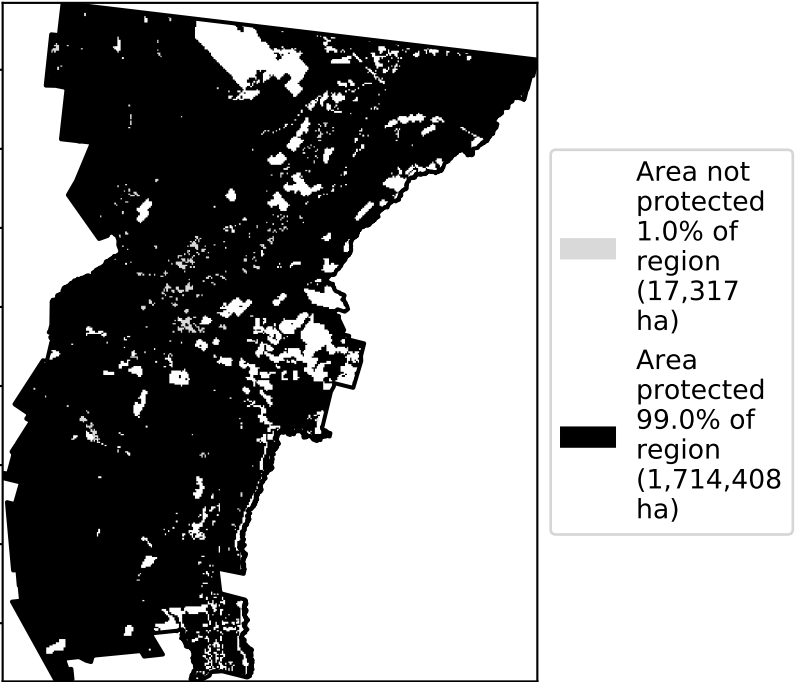 Area not
protected
1.0% of
region
(17,317
ha)
Area
protected
99.0% of
region
(1,714,408
ha)